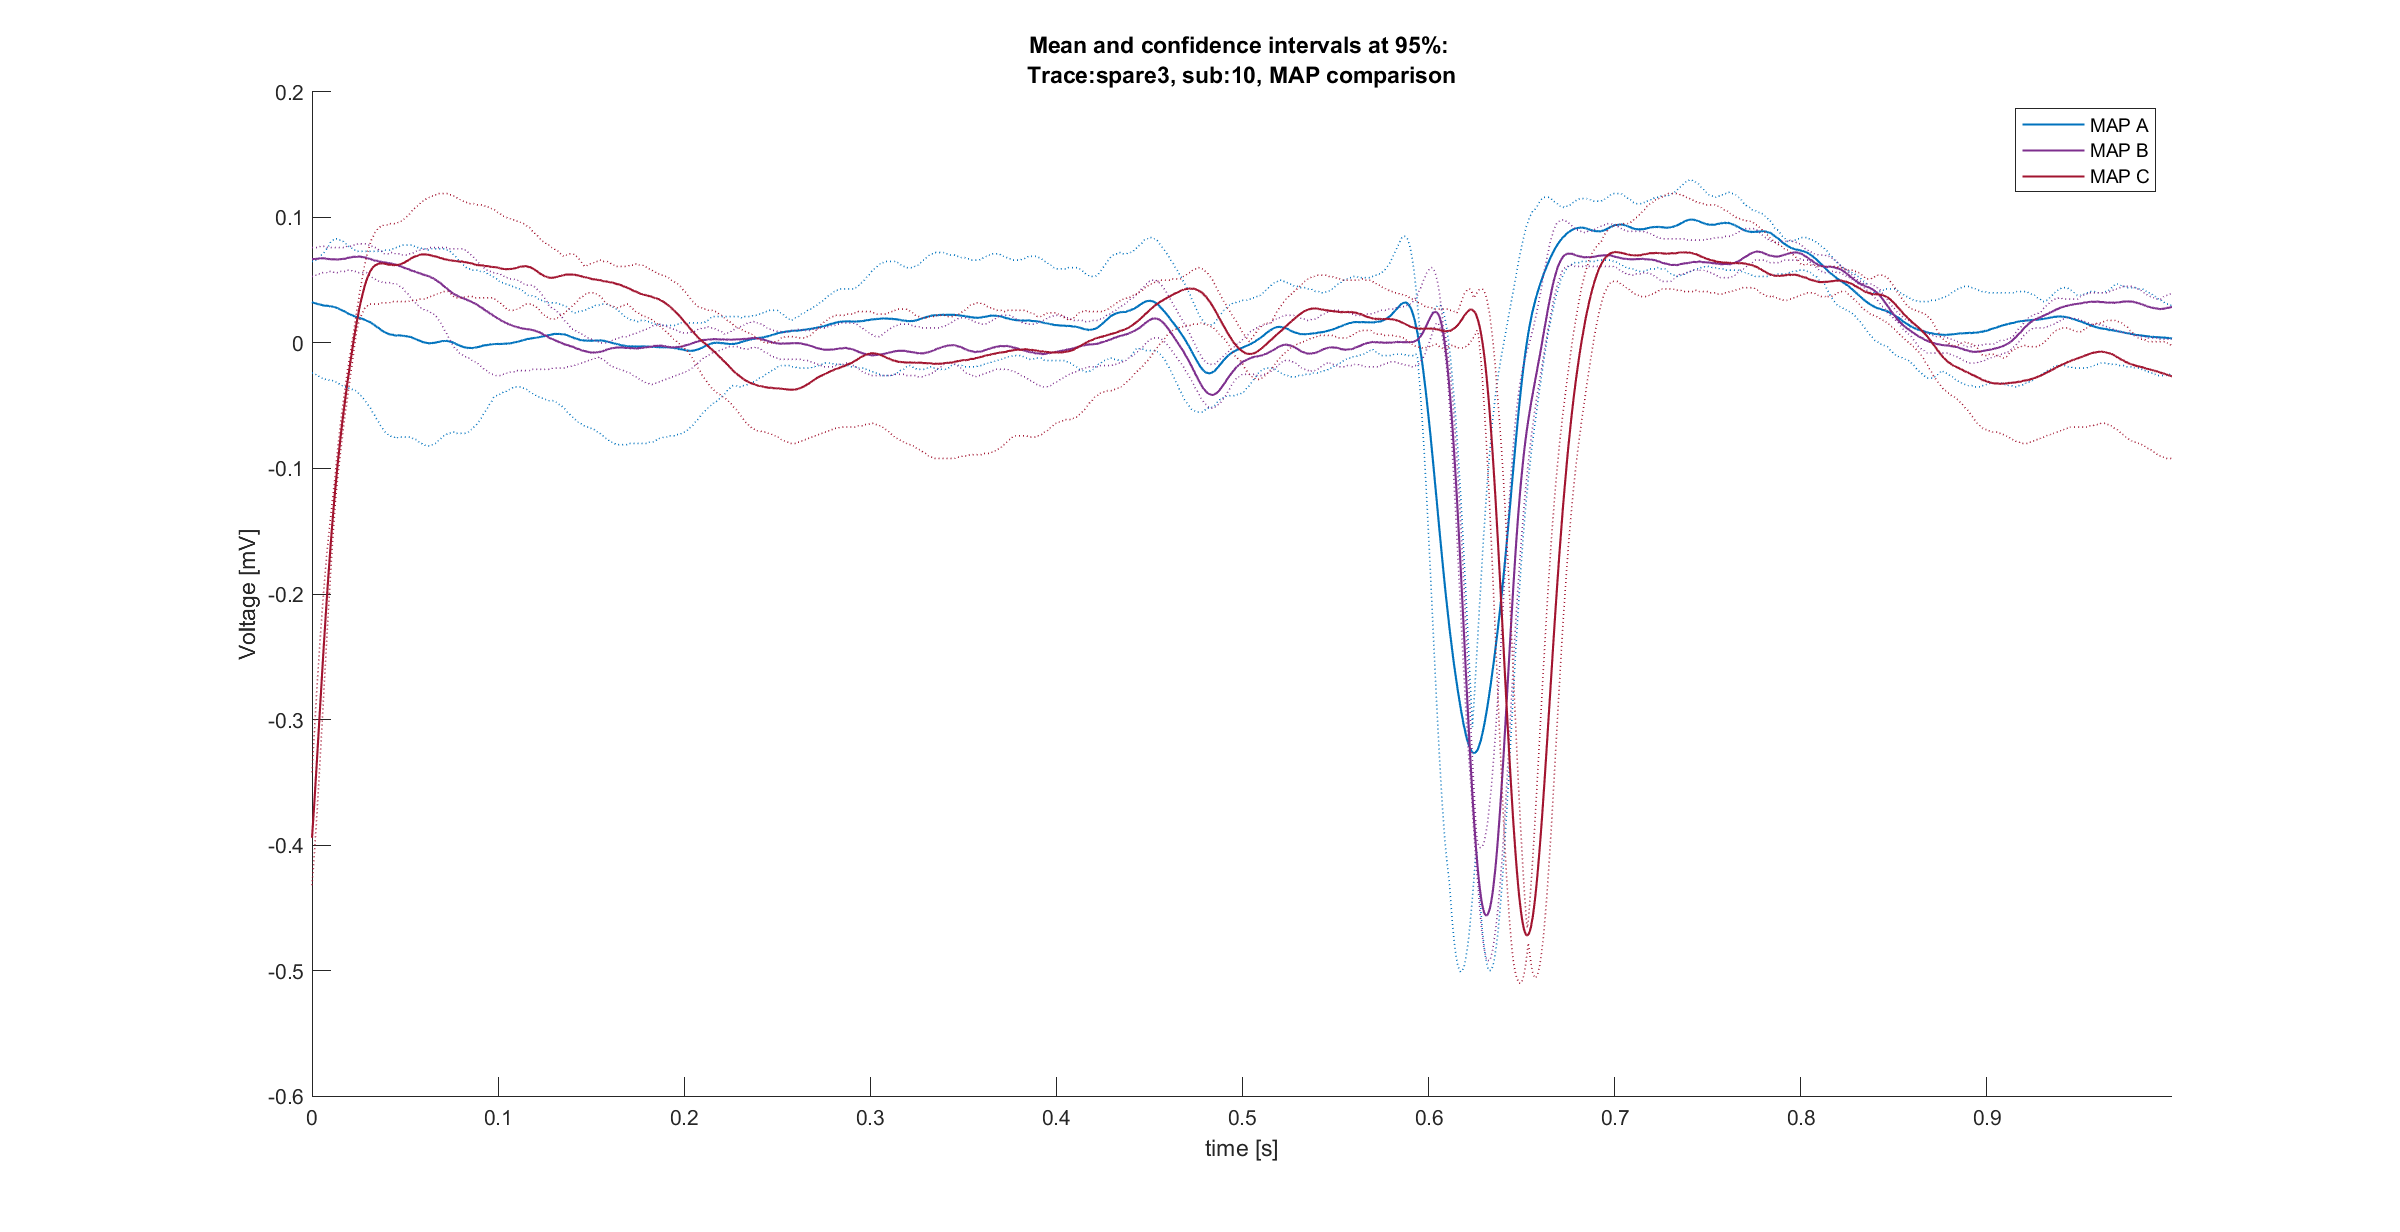 Mean and confidence intervals at 95%:
Trace:spare3, sub:10, MAP comparison
MAP A
MAP B
MAP C
0.2
0.1
0
-0.1
-0.2
-0.3
-0.4
-0.5
-0.6
Voltage [mV]
0 0.1 0.2 0.3 0.4 0.5 0.6 0.7 0.8 0.9
time [s]